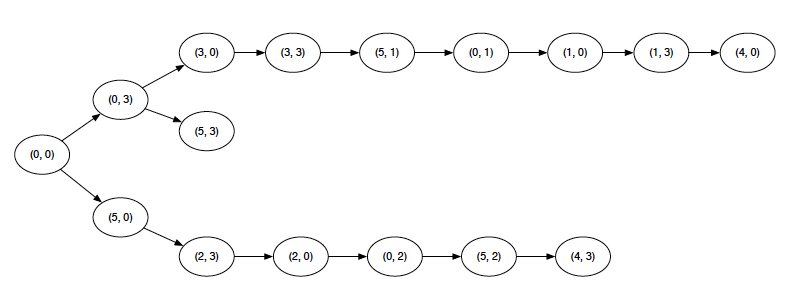 (3, 0) (3, 3) (5, 1) (0, 1) (1, 0) (1, 3) (4, 0)
(0, 3)
(5, 3)
(0, 0)
(5, 0)
(2, 3) (2, 0) (0, 2) (5, 2) (4, 3)